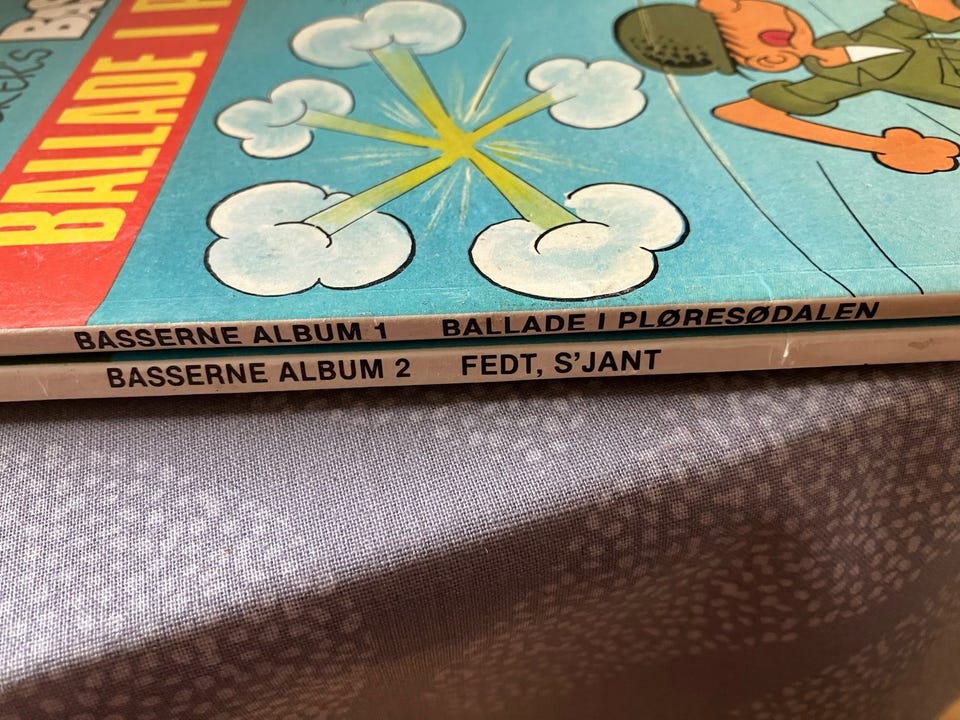 BALLADE I
BASSERNE ALBUM 1 BALLADE I PLØRESØDALEN
BASSERNE ALBUM 2 FEDT, S'JANT